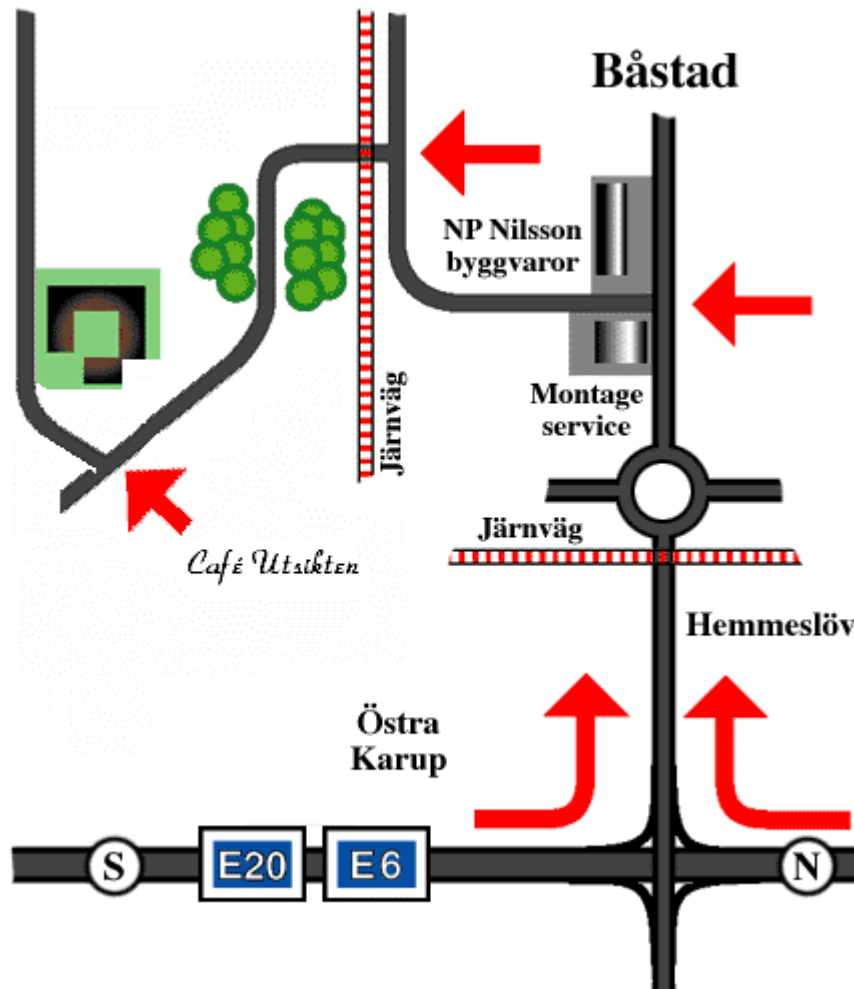 Båstad
NP Nilsson
byggvaror
Järnväg
Montage
service
Järnväg
Café Utsikten
Hemmeslöv
Östra
Karup
S
E20
E6
N